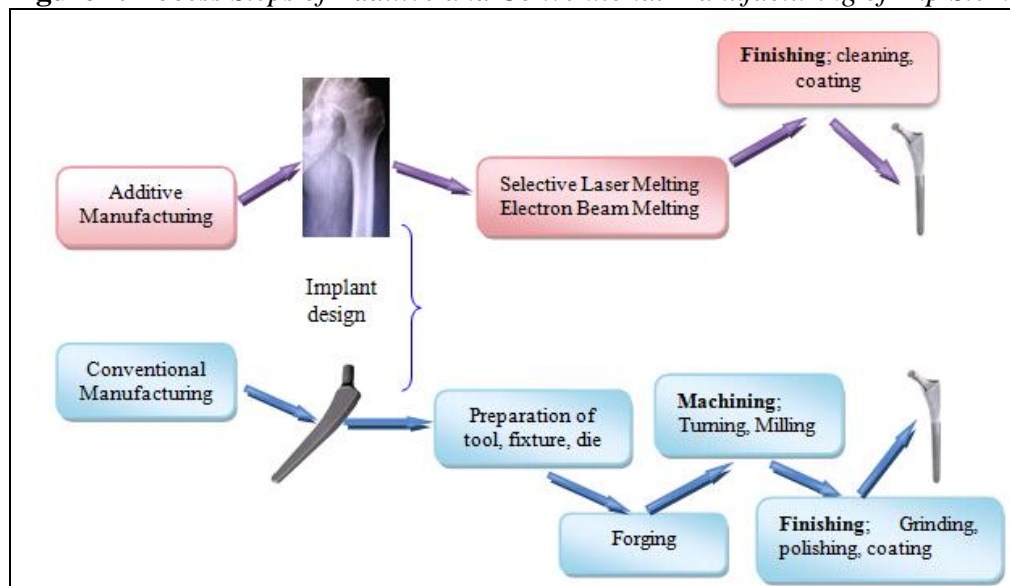 Finishing; cleaning,
coating
Additive
Manufacturing
Selective Laser Melting
Electron Beam Melting
Implant
design
Conventional
Manufacturing
Preparation of
tool, fixture, die
Machining;
Turning, Milling
Forging
Finishing; Grinding,
polishing, coating